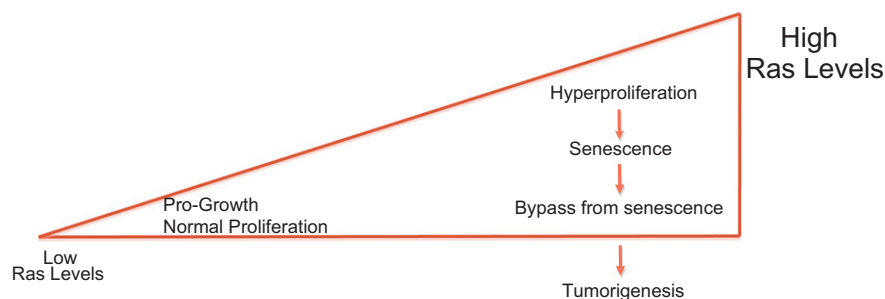 High
Ras Levels
Hyperproliferation
Senescence
Bypass from senescence
Pro-Growth
Normal Proliferation
Low
Ras Levels
Tumorigenesis